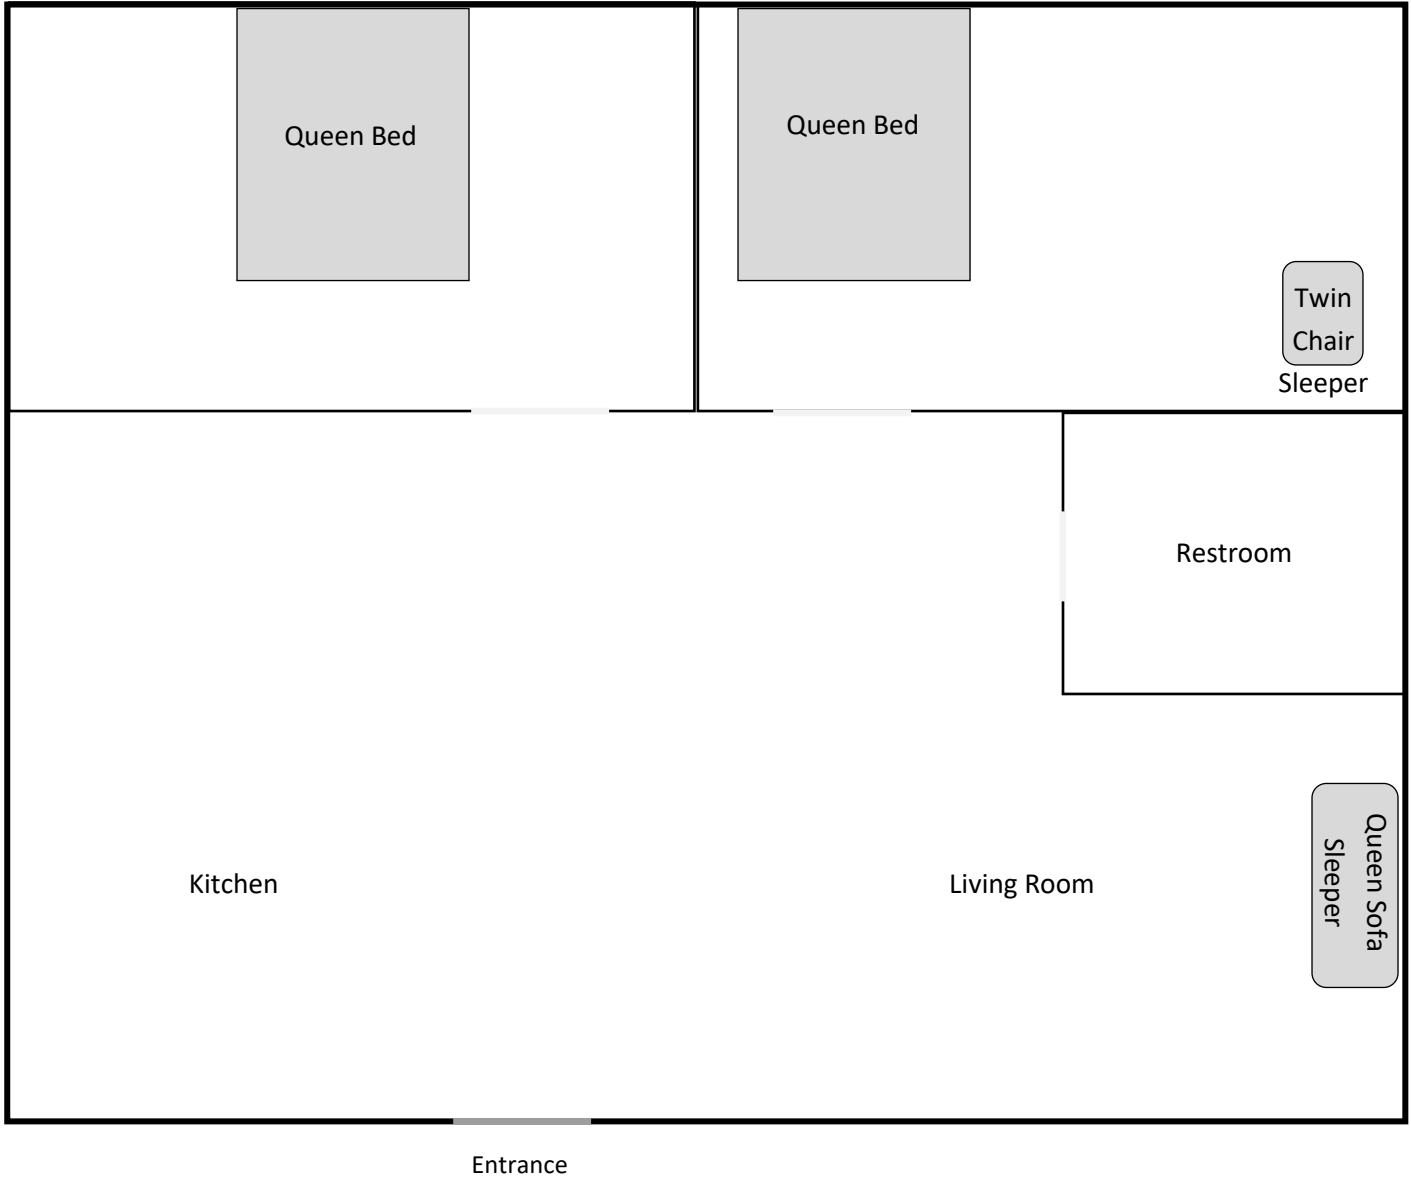 Queen Bed
Queen Bed
Twin
Chair
Sleeper
Restroom
Kitchen
Living Room
Queen Sofa
Sleeper
Entrance